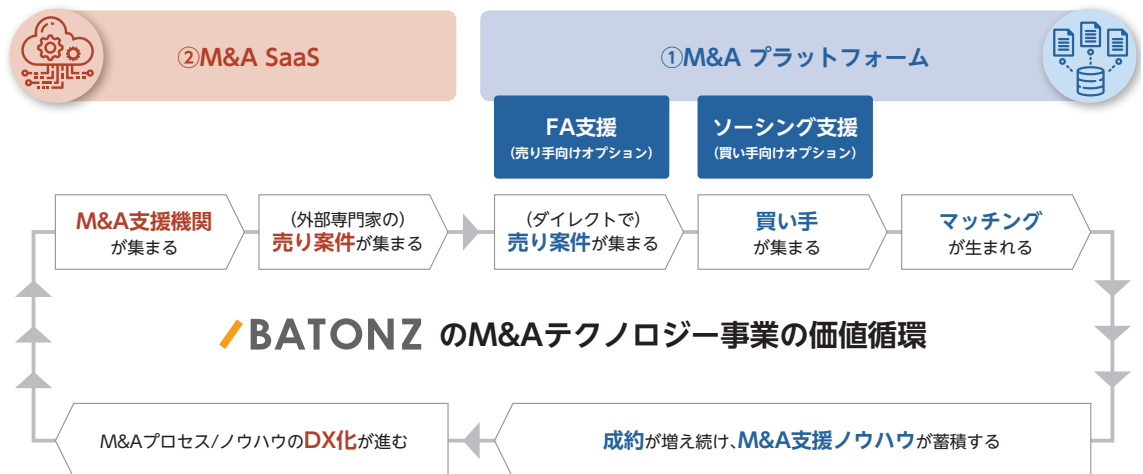 ②M&A SaaS
①M&A プラットフォーム
FA支援
(売り手向けオプション)
ソーシング支援
(買い手向けオプション)
M&A支援機関
が集まる
(外部専門家の)
売り案件が集まる
(ダイレクトで)
売り案件が集まる
買い手
が集まる
マッチング
が生まれる
BATONZ のM&Aテクノロジー事業の価値循環
M&Aプロセス/ノウハウのDX化が進む
成約が増え続け、M&A支援ノウハウが蓄積する